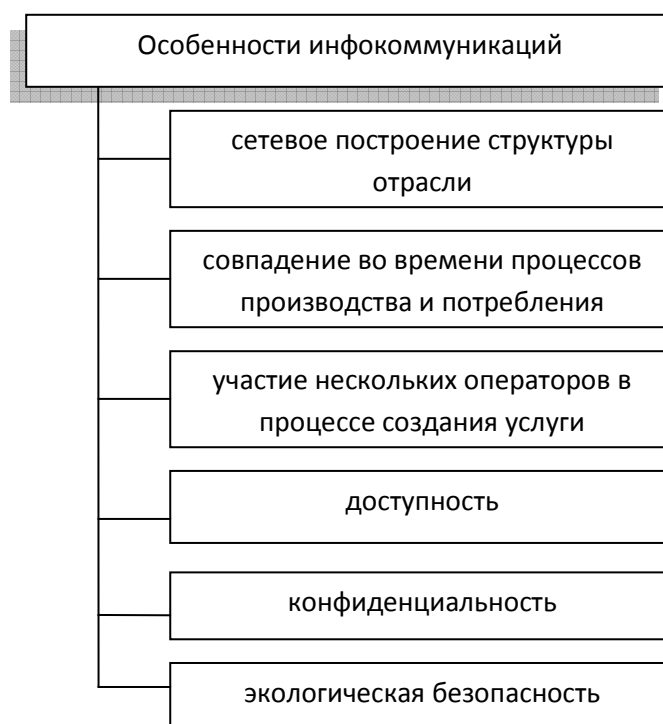 Особенности инфокоммуникаций
сетевое построение структуры
отрасли
совпадение во времени процессов
производства и потребления
участие нескольких операторов в
процессе создания услуги
доступность
конфиденциальность
экологическая безопасность